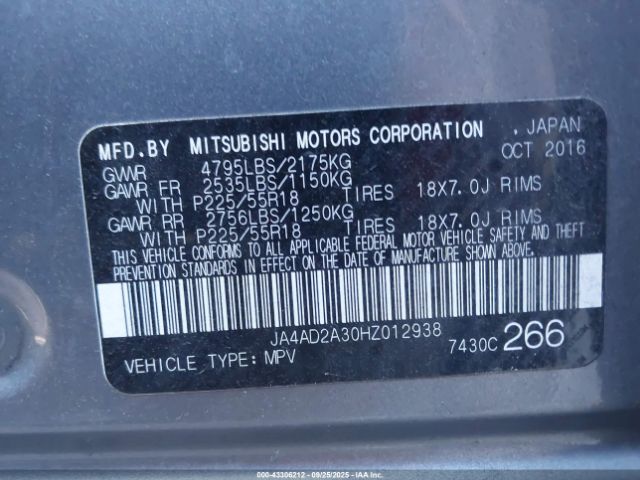 MFD.BY MITSUBISHI MOTORS CORPORATION . JAPAN
GVWR 4795LBS/2175KG OCT 2016
GAWR FR 2535LBS/1150KG
WITH P225/55R18 TIRES 18X7.0J RIMS
GAWR RR 2756LBS/1250KG
WITH P225/55R18 TIRES 18X7.0J RIMS
THIS VEHICLE CONFORMS TO ALL APPLICABLE FEDERAL MOTOR VEHICLE SAFETY AND THEFT
PREVENTION STANDARDS IN EFFECT ON THE DATE OF MANUFACTURE SHOWN ABOVE.
JA4AD2A30HZ012938
VEHICLE TYPE: MPV 7430C 266
000-43306212 - 09/25/2025 - COPYRIGHT IAA, LLC.